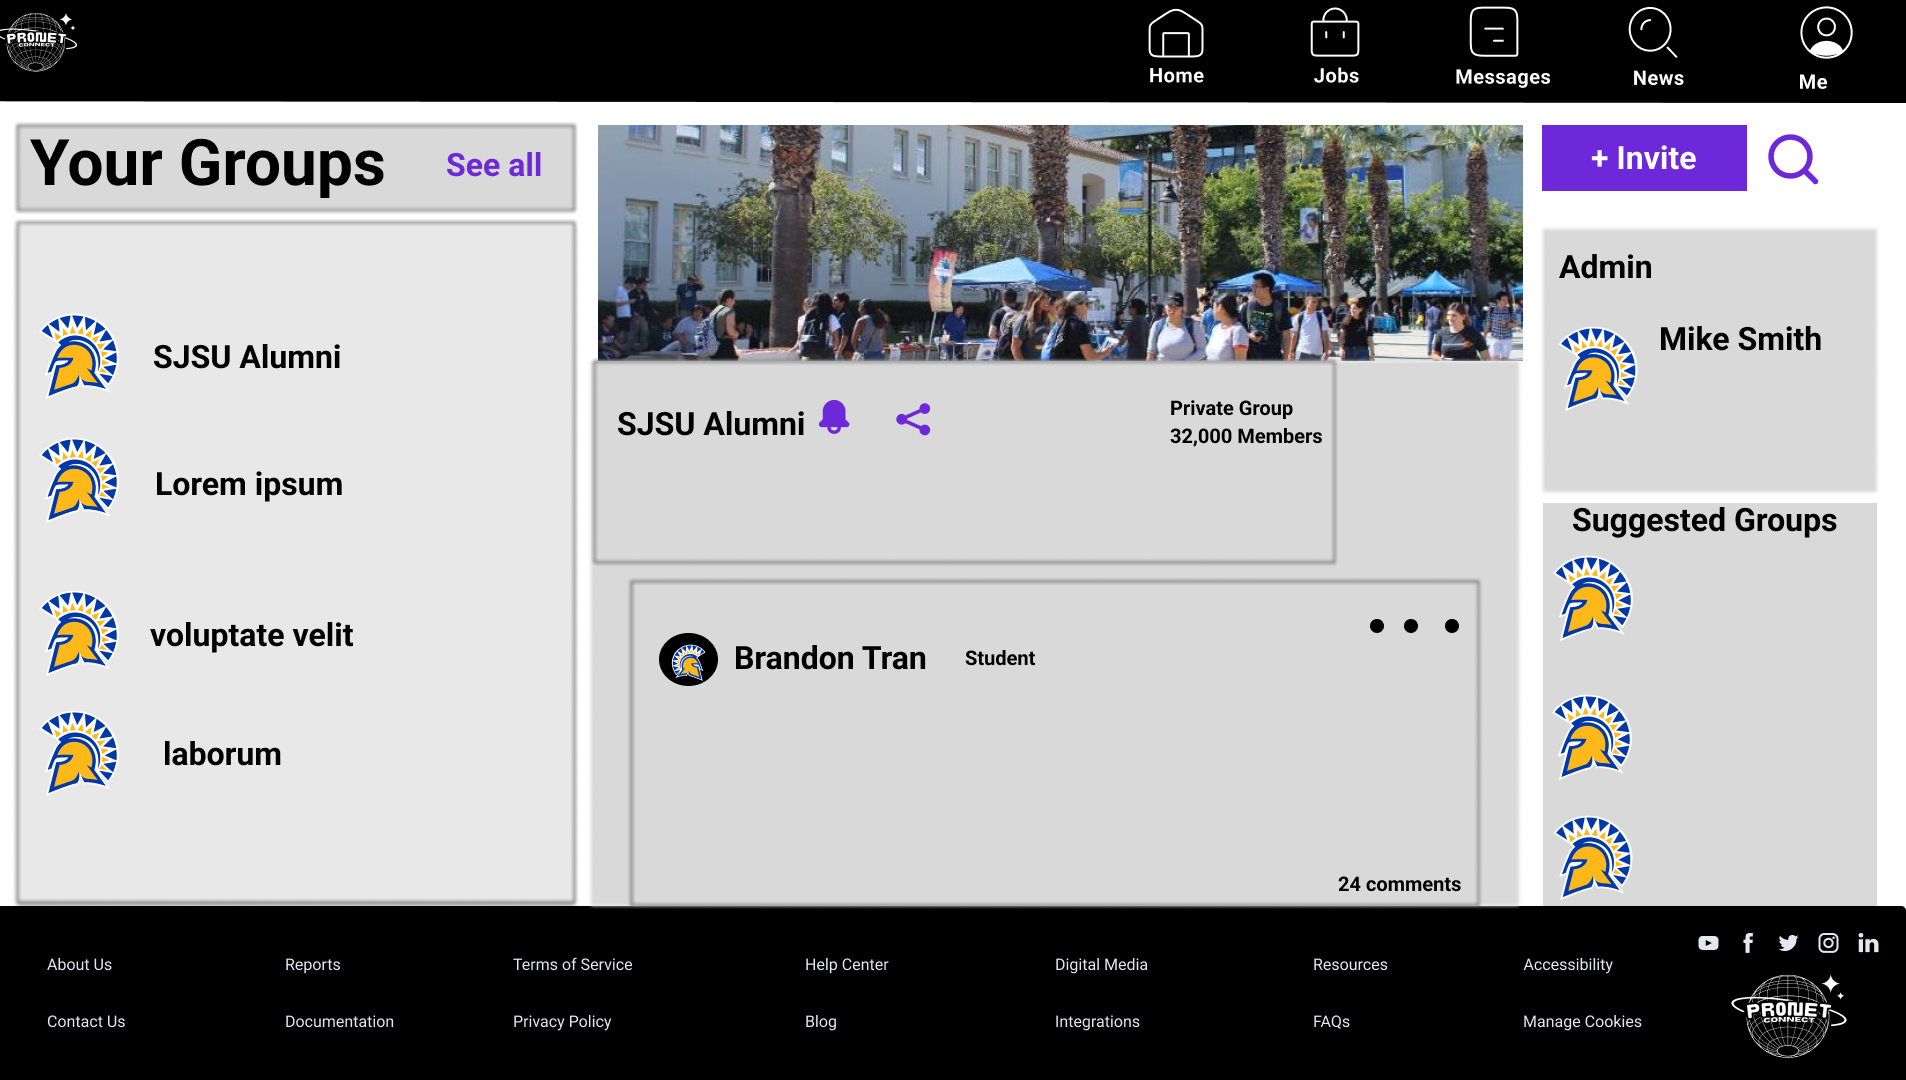 PRONET
CONNECT
Home
Jobs
Messages
News
Me
Your Groups
See all
SJSU Alumni
Lorem ipsum
voluptate velit
laborum
SJSU Alumni
Private Group
32,000 Members
Brandon Tran
Student
24 comments
+ Invite
Admin
Mike Smith
Suggested Groups
About Us
Reports
Terms of Service
Help Center
Digital Media
Resources
Accessibility
Contact Us
Documentation
Privacy Policy
Blog
Integrations
FAQs
Manage Cookies
PRONET
CONNECT